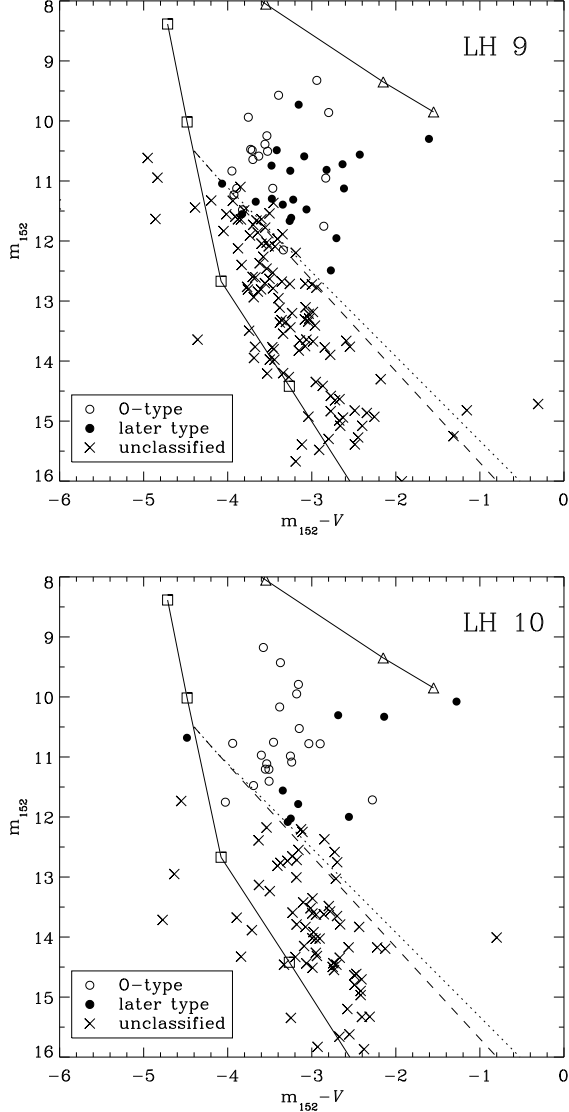 8
LH 9
9
10
11
12
13
14
15
16
m152
O-type
later type
unclassified
-6 -5 -4 -3 -2 -1 0
m152-V
8
LH 10
9
10
11
12
13
14
15
16
m152
O-type
later type
unclassified
-6 -5 -4 -3 -2 -1 0
m152-V